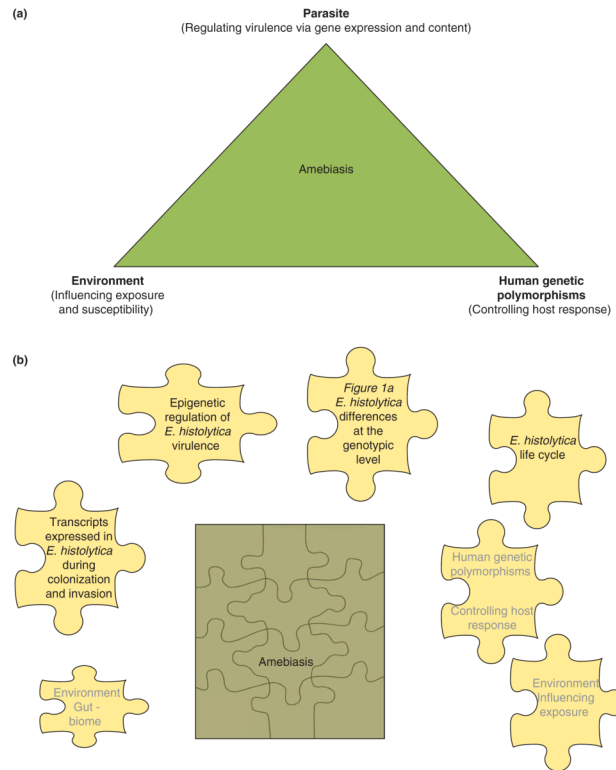 (a)
Parasite
(Regulating virulence via gene expression and content)
Amebiasis
Environment
(Influencing exposure
and susceptibility)
Human genetic
polymorphisms
(Controlling host response)
(b)
Epigenetic
regulation of
E. histolytica
virulence
Figure 1a
E. histolytica
differences
at the
genotypic
level
E. histolytica
life cycle
Transcripts
expressed in
E. histolytica
during
colonization
and invasion
Human genetic
polymorphisms
Controlling host
response
Amebiasis
Environment
Gut -
biome
Environment
Influencing
exposure